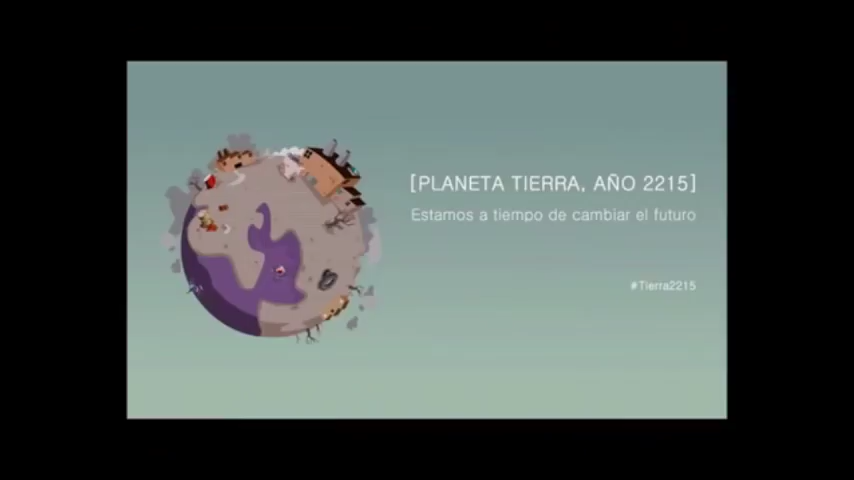 [PLANETA TIERRA, AÑO 2215]
Estamos a tiempo de cambiar el futuro
#Tierra2215